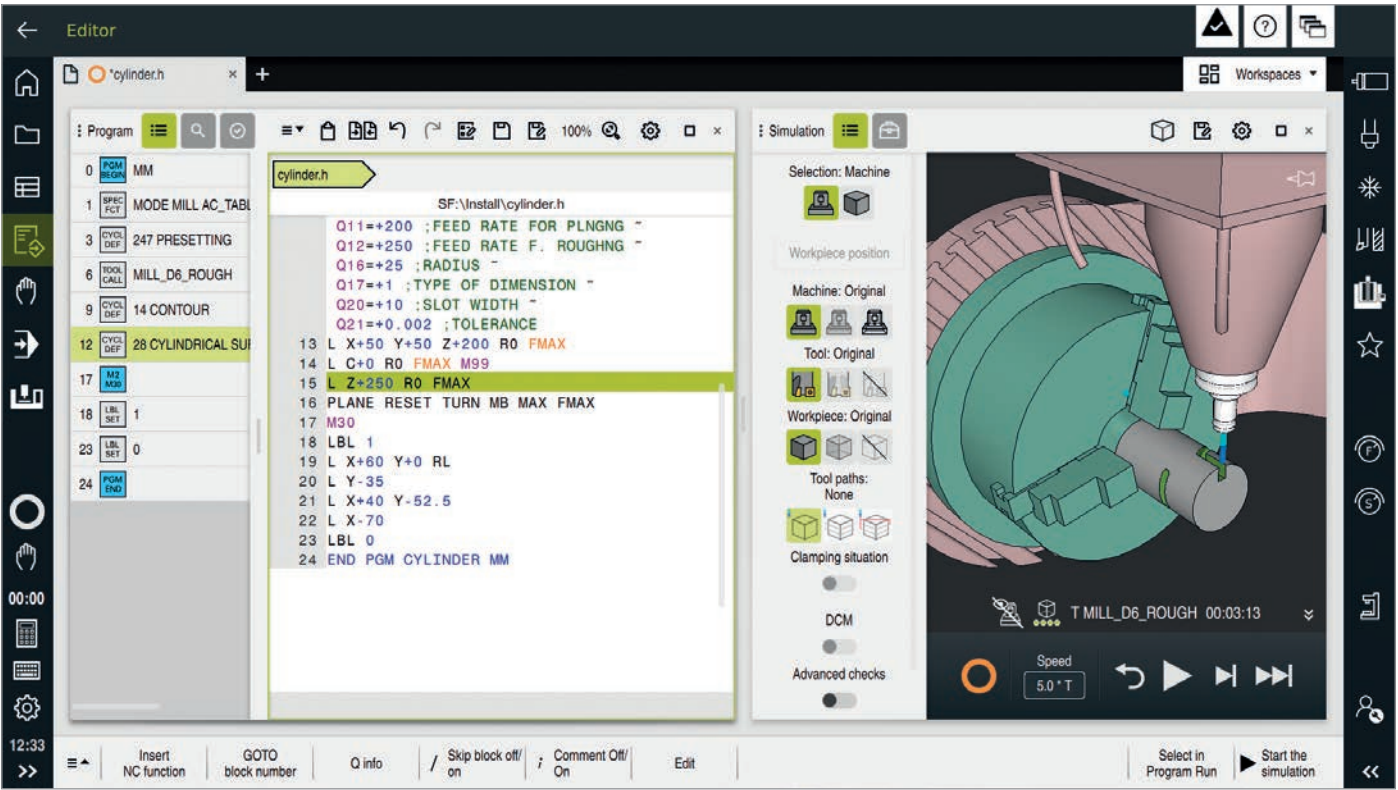 Editor
*cylinder.h
Workspaces
Program
100%
0 PGM BEGIN MM
1 SPEC FCT MODE MILL AC_TABL
3 CYCL DEF 247 PRESETTING
6 TOOL CALL MILL_D6_ROUGH
9 CYCL DEF 14 CONTOUR
12 CYCL DEF 28 CYLINDRICAL SUR
17 M2 M30
18 LBL SET 1
23 LBL SET 0
24 PGM END
cylinder.h
SF:\Install\cylinder.h
Q11=+200 ;FEED RATE FOR PLNGNG ~
Q12=+250 ;FEED RATE F. ROUGHNG ~
Q16=+25 ;RADIUS ~
Q17=+1 ;TYPE OF DIMENSION ~
Q20=+10 ;SLOT WIDTH ~
Q21=+0.002 ;TOLERANCE
13 L X+50 Y+50 Z+200 R0 FMAX
14 L C+0 R0 FMAX M99
15 L Z+250 R0 FMAX
16 PLANE RESET TURN MB MAX FMAX
17 M30
18 LBL 1
19 L X+60 Y+0 RL
20 L Y-35
21 L X+40 Y-52.5
22 L X-70
23 LBL 0
24 END PGM CYLINDER MM
Simulation
Selection: Machine
Workpiece position
Machine: Original
Tool: Original
Workpiece: Original
Tool paths:
None
Clamping situation
DCM
Advanced checks
T MILL_D6_ROUGH 00:03:13
Speed
5.0 * T
F
S
00:00
12:33
Insert
NC function
GOTO
block number
Q info
/ Skip block off/
on
; Comment Off/
On
Edit
Select in
Program Run
Start the
simulation